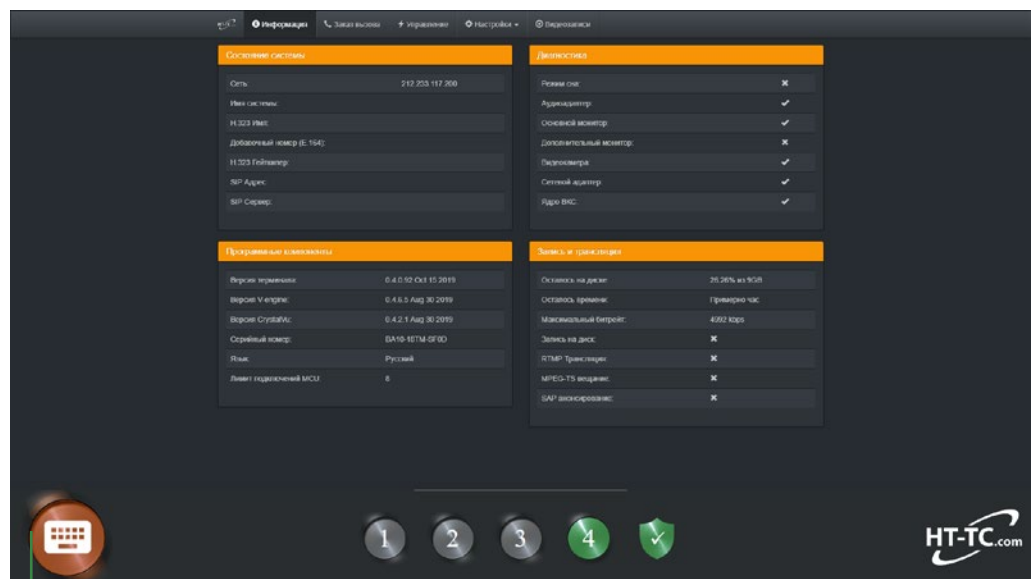 Информация Заказ вызова Управление Настройки Видеозаписи
Состояние системы
Сеть: 212.233.117.200
Имя системы:
H.323 Имя:
Добавочный номер (E.164):
H.323 Гейткипер:
SIP Адрес:
SIP Сервер:
Диагностика
Режим сна:
Аудиоадаптер:
Основной монитор:
Дополнительный монитор:
Видеокамера:
Сетевой адаптер:
Ядро ВКС:
Программные компоненты
Версия терминала: 0.4.0.92 Oct 15 2019
Версия V-engine: 0.4.6.5 Aug 30 2019
Версия CrystalVu: 0.4.2.1 Aug 30 2019
Серийный номер:
Язык: Русский
Лимит подключений MCU:
Запись и трансляция
Осталось на диске:
Осталось времени: Примерно час
Максимальный битрейт: 4992 kbps
Запись на диск:
RTMP Трансляция:
MPEG-TS вещание:
SAP анонсирование:
1 2 3 4
HT-TC.com